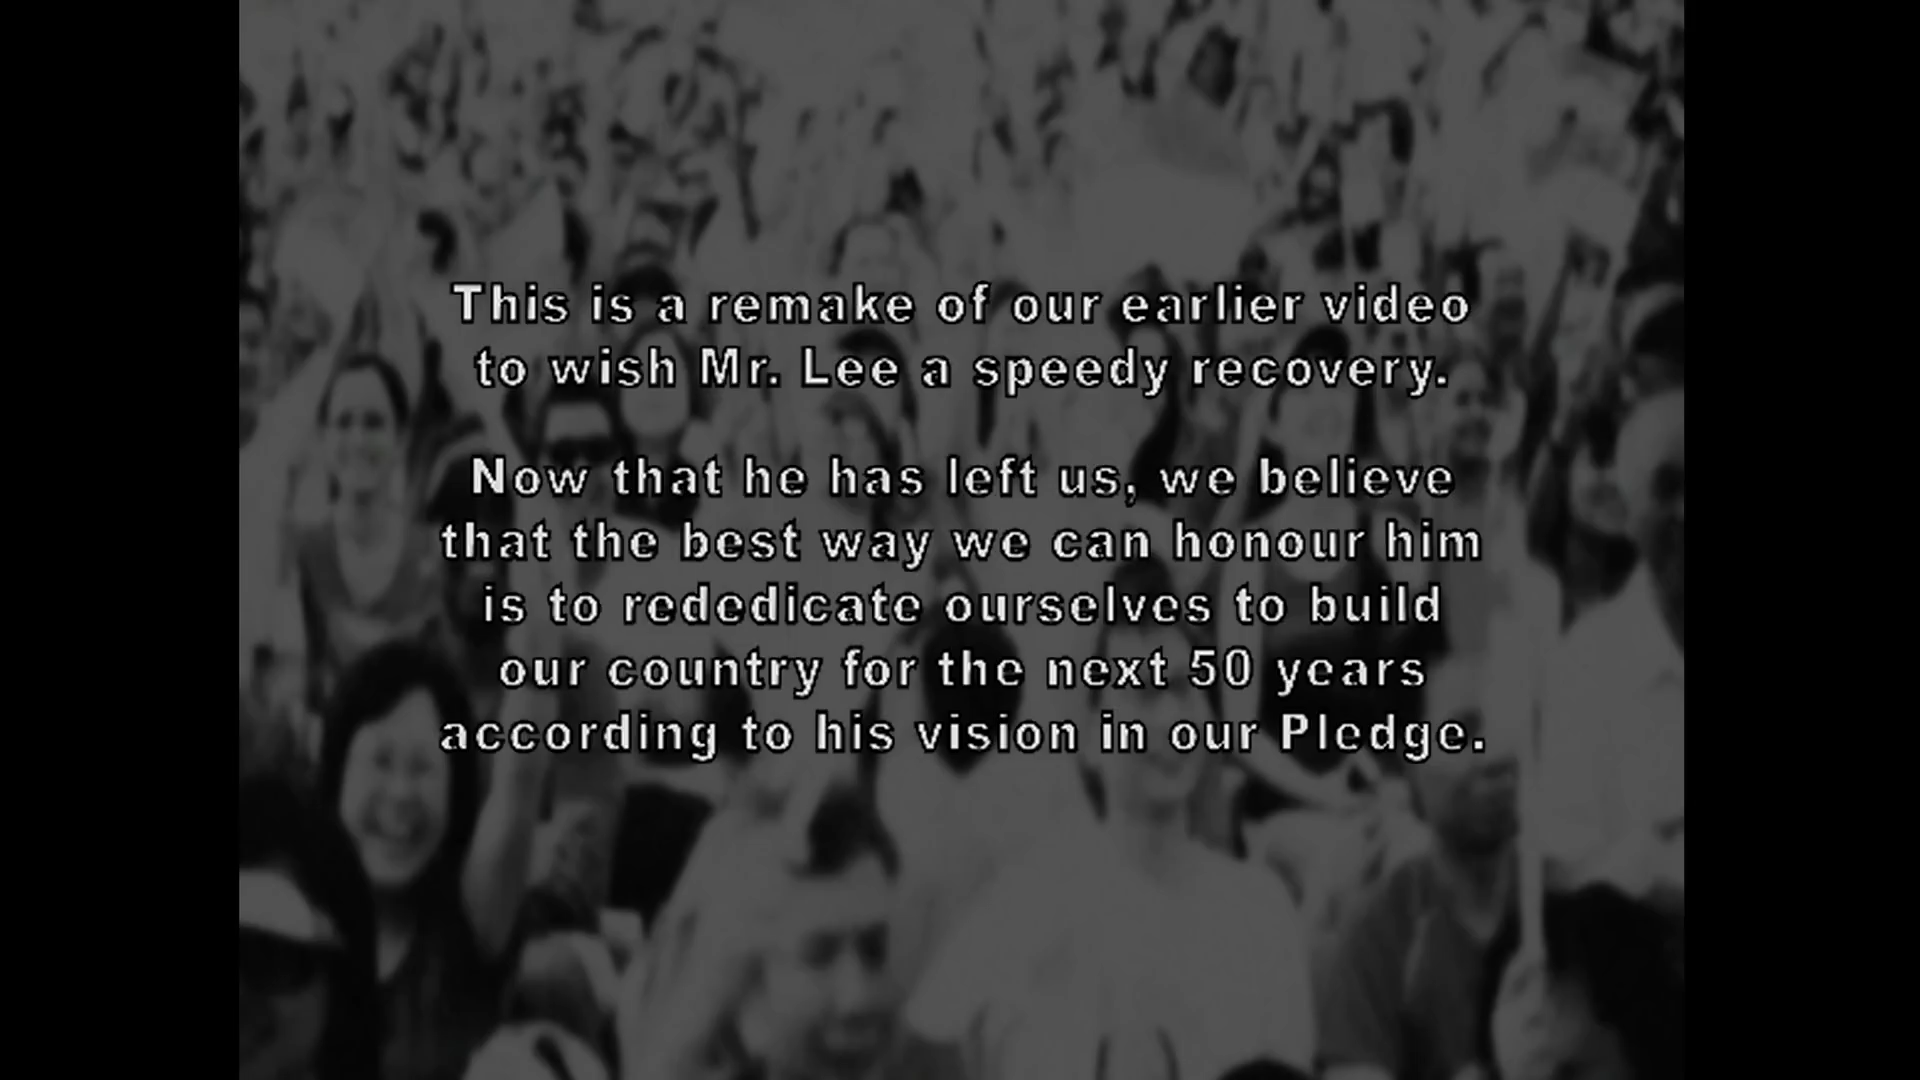 This is a remake of our earlier video
to wish Mr. Lee a speedy recovery.
Now that he has left us, we believe
that the best way we can honour him
is to rededicate ourselves to build
our country for the next 50 years
according to his vision in our Pledge.